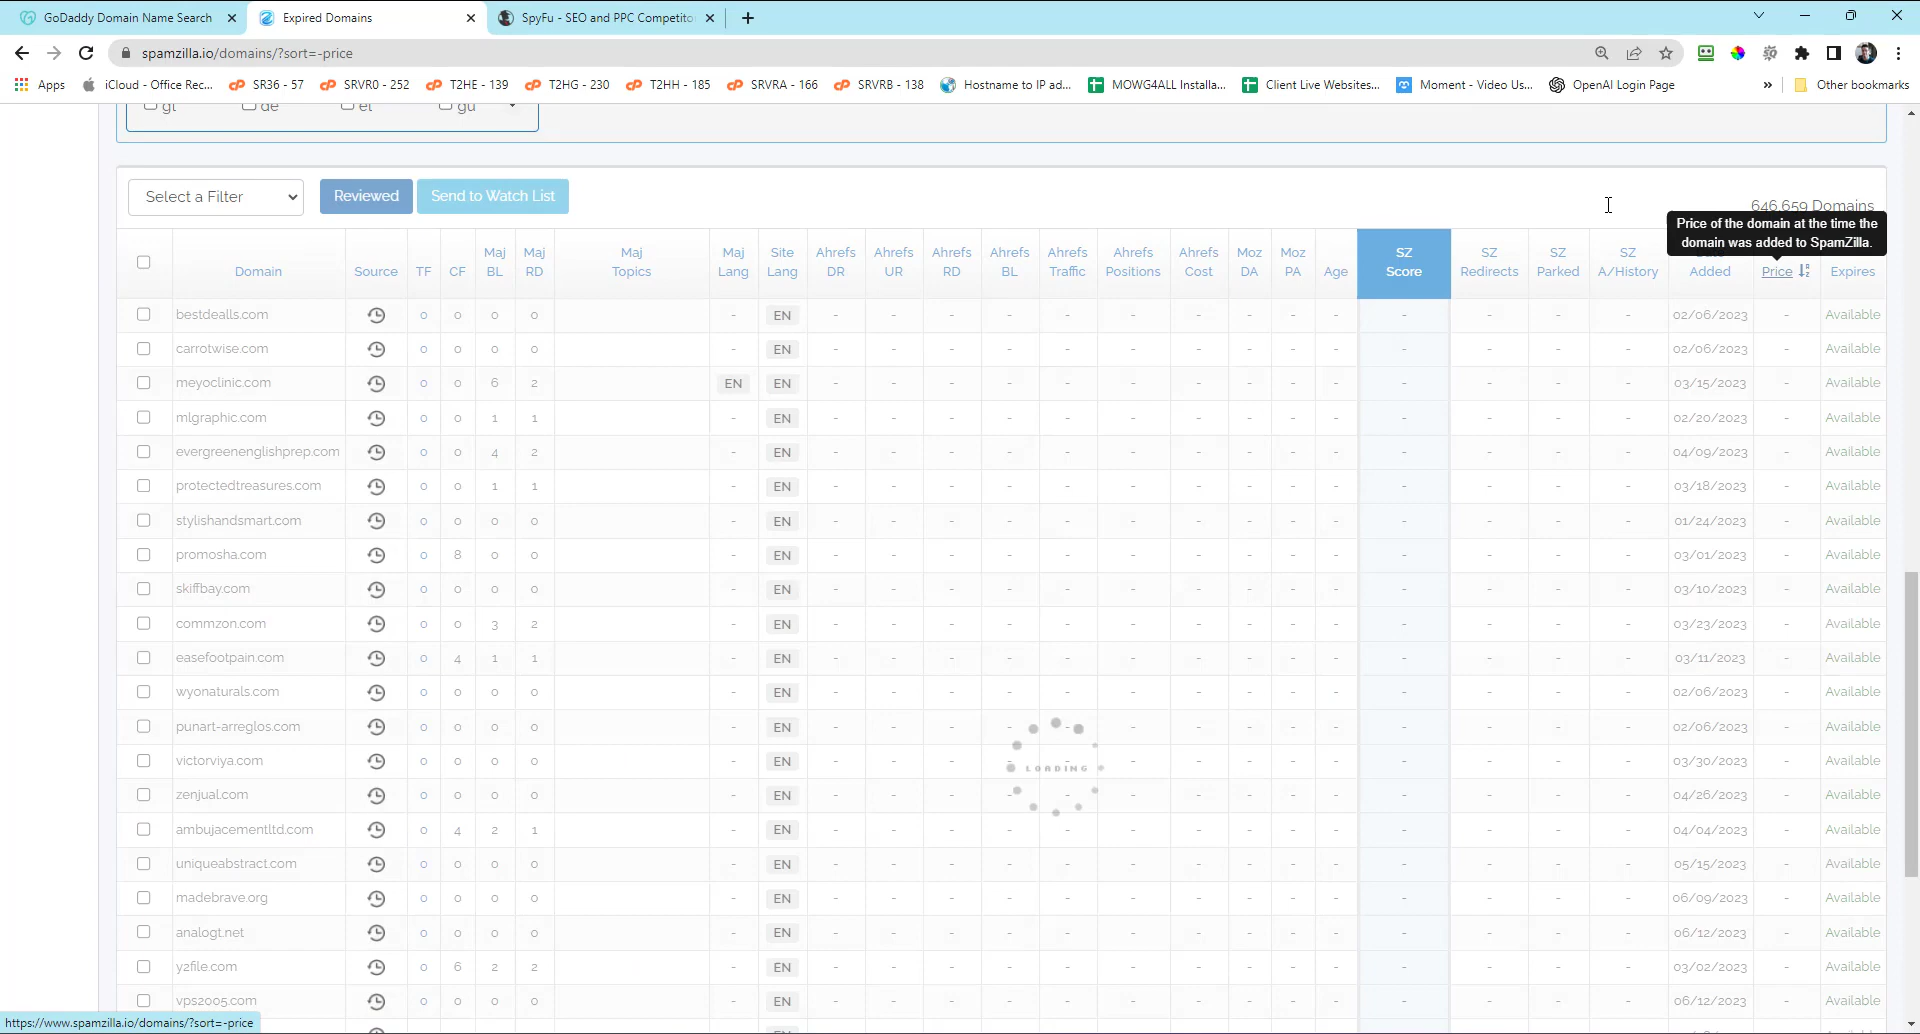 GoDaddy Domain Name Search
Expired Domains
SpyFu - SEO and PPC Competito
spamzilla.io/domains/?sort=-price
Apps
iCloud - Office Rec...
SR36 - 57
SRVR0 - 252
T2HE - 139
T2HG - 230
T2HH - 185
SRVRA - 166
SRVRB - 138
Hostname to IP ad...
MOWG4ALL Installa...
Client Live Websites...
Moment - Video Us...
OpenAI Login Page
»
Other bookmarks
gl de el gu
Select a Filter Reviewed Send to Watch List
646,659 Domains
Price of the domain at the time the
domain was added to SpamZilla.
Domain Source TF CF Maj BL Maj RD Maj Topics Maj Lang Site Lang Ahrefs DR Ahrefs UR Ahrefs RD Ahrefs BL Ahrefs Traffic Ahrefs Positions Ahrefs Cost Moz DA Moz PA Age SZ Score SZ Redirects SZ Parked SZ A/History Added Price Expires
bestdealls.com 0 0 0 0 - EN - - - - - - - - - - - - - - 02/06/2023 - Available
carrotwise.com 0 0 0 0 - EN - - - - - - - - - - - - - - 02/06/2023 - Available
meyoclinic.com 0 0 6 2 EN EN - - - - - - - - - - - - - - 03/15/2023 - Available
mlgraphic.com 0 0 1 1 - EN - - - - - - - - - - - - - - 02/20/2023 - Available
evergreenenglishprep.com 0 0 4 2 - EN - - - - - - - - - - - - - - 04/09/2023 - Available
protectedtreasures.com 0 0 1 1 - EN - - - - - - - - - - - - - - 03/18/2023 - Available
stylishandsmart.com 0 0 0 0 - EN - - - - - - - - - - - - - - 01/24/2023 - Available
promosha.com 0 8 0 0 - EN - - - - - - - - - - - - - - 03/01/2023 - Available
skiffbay.com 0 0 0 0 - EN - - - - - - - - - - - - - - 03/10/2023 - Available
commzon.com 0 0 3 2 - EN - - - - - - - - - - - - - - 03/23/2023 - Available
easefootpain.com 0 4 1 1 - EN - - - - - - - - - - - - - - 03/11/2023 - Available
wyonaturals.com 0 0 0 0 - EN - - - - - - - - - - - - - - 02/06/2023 - Available
punart-arreglos.com 0 0 0 0 - EN - - - - - - - - - - - - - - 02/06/2023 - Available
victorviya.com 0 0 0 0 - EN - - - - - - - - - - - - - - 03/30/2023 - Available
LOADING
zenjual.com 0 0 0 0 - EN - - - - - - - - - - - - - - 04/26/2023 - Available
ambujacementltd.com 0 4 2 1 - EN - - - - - - - - - - - - - - 04/04/2023 - Available
uniqueabstract.com 0 0 0 0 - EN - - - - - - - - - - - - - - 05/15/2023 - Available
madebrave.org 0 0 0 0 - EN - - - - - - - - - - - - - - 06/09/2023 - Available
analogt.net 0 0 0 0 - EN - - - - - - - - - - - - - - 06/12/2023 - Available
y2file.com 0 6 2 2 - EN - - - - - - - - - - - - - - 03/02/2023 - Available
vps2005.com 0 0 0 0 - EN - - - - - - - - - - - - - - 06/12/2023 - Available
https://www.spamzilla.io/domains/?sort=-price